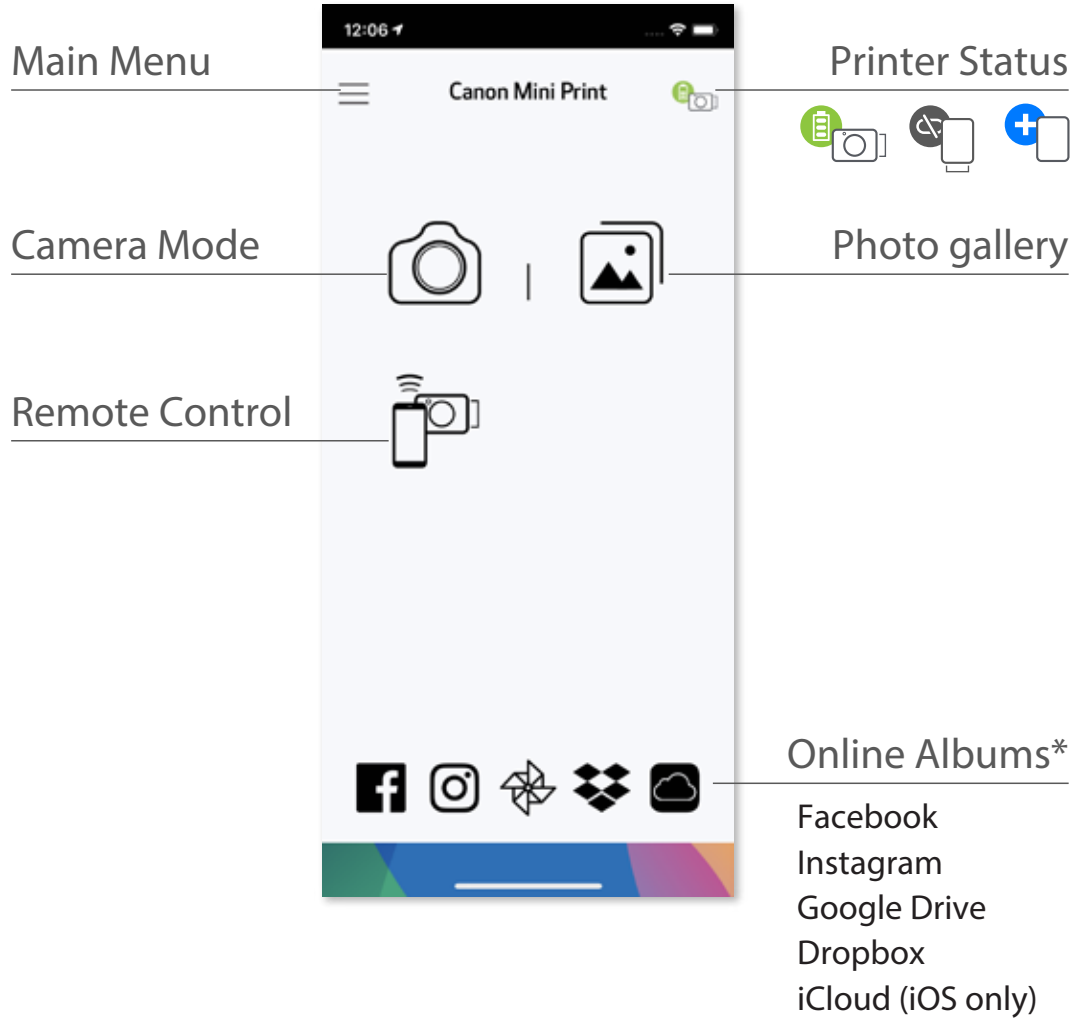 12:06
Main Menu
Canon Mini Print
Printer Status
Camera Mode
Photo gallery
Remote Control
Online Albums*
Facebook
Instagram
Google Drive
Dropbox
iCloud (iOS only)